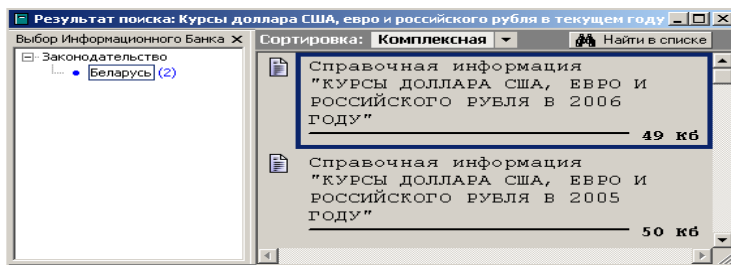 Результат поиска: Курсы доллара США, евро и российского рубля в текущем году
Выбор Информационного Банка
Сортировка: Комплексная
Найти в списке
Законодательство
Беларусь (2)
Справочная информация
"КУРСЫ ДОЛЛАРА США, ЕВРО И
РОССИЙСКОГО РУБЛЯ В 2006
ГОДУ"
49 Кб
Справочная информация
"КУРСЫ ДОЛЛАРА США, ЕВРО И
РОССИЙСКОГО РУБЛЯ В 2005
ГОДУ"
50 Кб